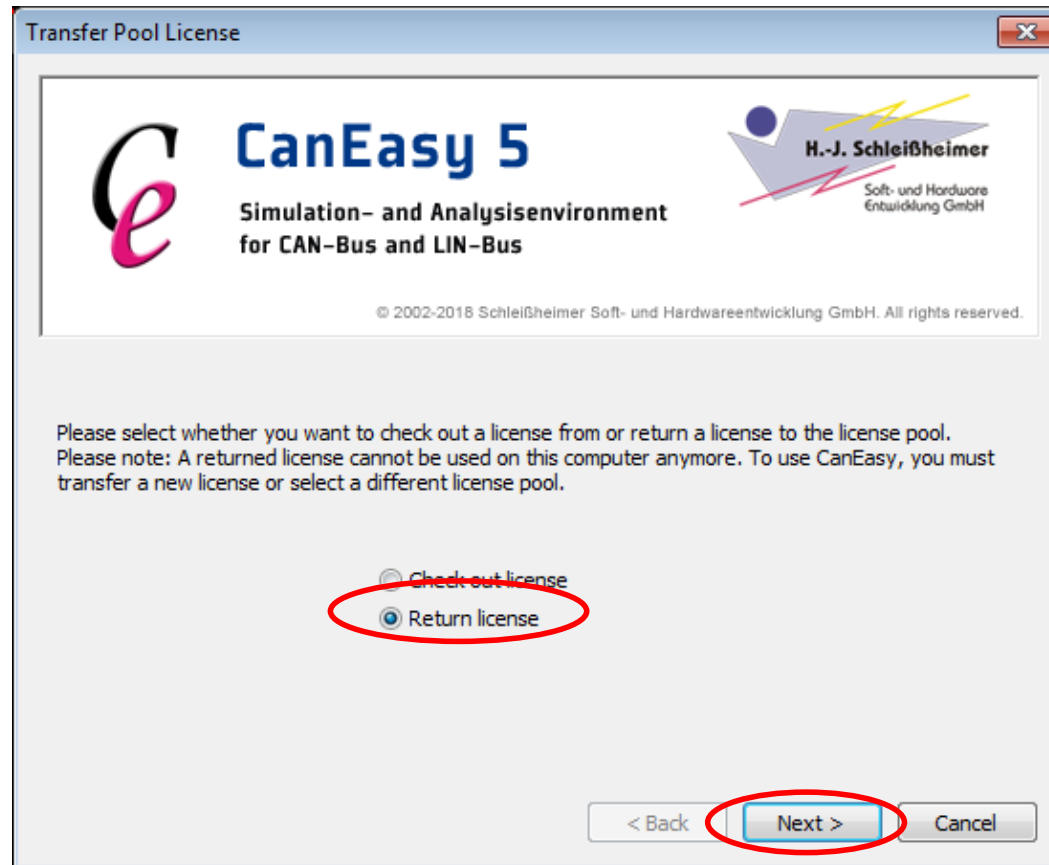 Transfer Pool License
Ce
CanEasy 5
Simulation- and Analysisenvironment
for CAN-Bus and LIN-Bus
H.-J. Schleißheimer
Soft- und Hardware
Entwicklung GmbH
© 2002-2018 Schleißheimer Soft- und Hardwareentwicklung GmbH. All rights reserved.
Please select whether you want to check out a license from or return a license to the license pool.
Please note: A returned license cannot be used on this computer anymore. To use CanEasy, you must
transfer a new license or select a different license pool.
Check out license
Return license
< Back Next > Cancel